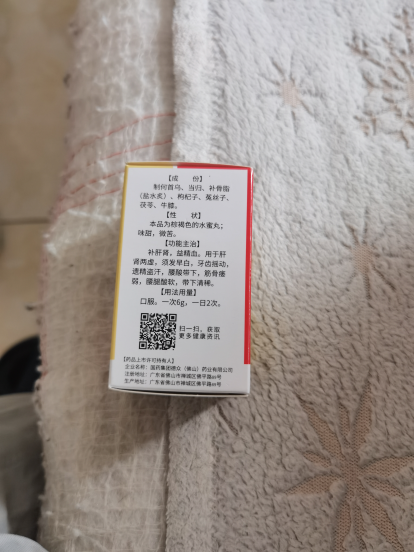 【成　份】
制何首乌、当归、补骨脂
（盐水炙）、枸杞子、菟丝子、
茯苓、牛膝。
【性　状】
本品为棕褐色的水蜜丸；
味甜，微苦。
【功能主治】
补肝肾，益精血。用于肝
肾两虚，须发早白，牙齿摇动，
遗精盗汗，腰酸带下，筋骨痿
弱，腰腿酸软，带下清稀。
【用法用量】
口服。一次6g，一日2次。
扫一扫，获取
更多健康资讯
【药品上市许可持有人】
企业名称：国药集团德众（佛山）药业有限公司
注册地址：广东省佛山市禅城区佛平路
生产地址：广东省佛山市禅城区佛平路